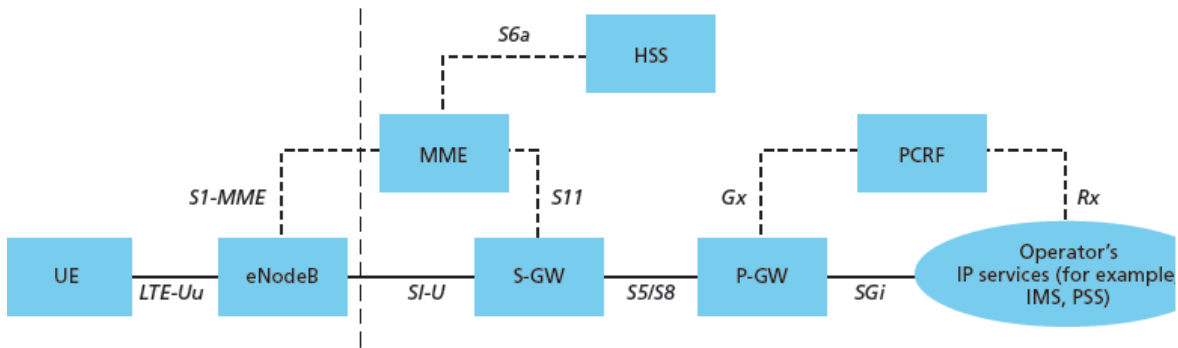 S6a
HSS
MME
PCRF
S1-MME
S11
Gx
Rx
UE
LTE-Uu
eNodeB
SI-U
S-GW
S5/S8
P-GW
SGi
Operator's
IP services (for example,
IMS, PSS)